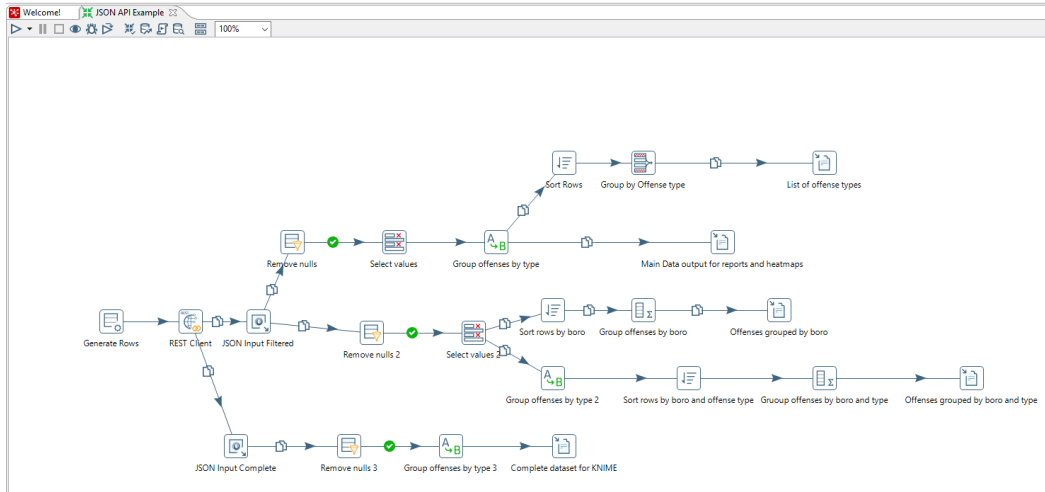 Welcome!
JSON API Example
100%
Sort Rows
Group by Offense type
List of offense types
Remove nulls
Select values
Group offenses by type
Main Data output for reports and heatmaps
Generate Rows
REST Client
JSON Input Filtered
Remove nulls 2
Select values 2
Sort rows by boro
Group offenses by boro
Offenses grouped by boro
Group offenses by type 2
Sort rows by boro and offense type
Gruoup offenses by boro and type
Offenses grouped by boro and type
JSON Input Complete
Remove nulls 3
Group offenses by type 3
Complete dataset for KNIME